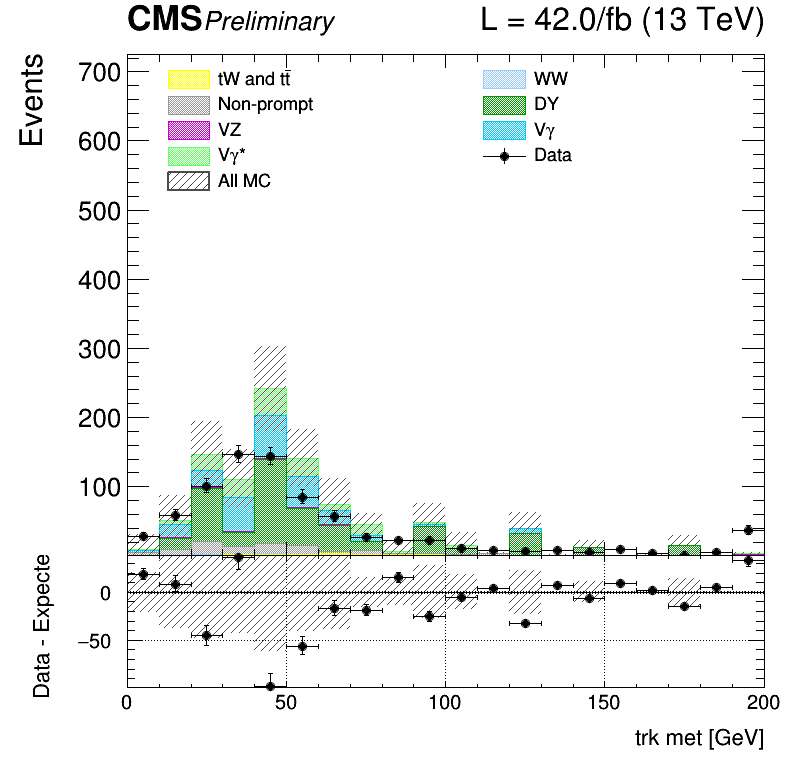 CMS Preliminary L = 42.0/fb (13 TeV)
Events
700
600
500
400
300
200
100
tW and tt̄
Non-prompt
VZ
Vγ*
All MC
WW
DY
Vγ
Data
Data - Expecte
0
−50
0 50 100 150 200
trk met [GeV]